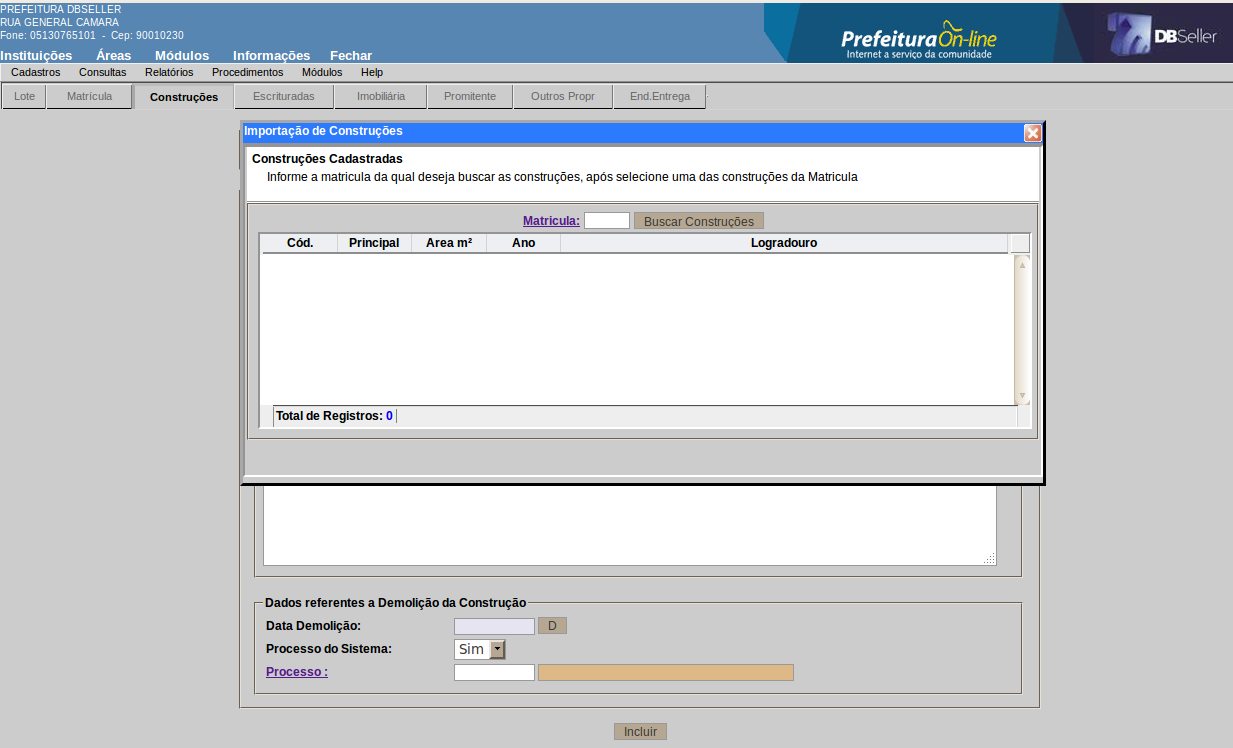 PREFEITURA DBSELLER
RUA GENERAL CAMARA
Fone: 05130765101 - Cep: 90010230
PrefeituraOn-line
Internet a serviço da comunidade
DBSeller
Instituições Áreas Módulos Informações Fechar
Cadastros Consultas Relatórios Procedimentos Módulos Help
Lote Matrícula Construções Escrituradas Imobiliária Promitente Outros Propr End.Entrega
Importação de Construções
Construções Cadastradas
Informe a matricula da qual deseja buscar as construções, após selecione uma das construções da Matricula
Matricula: Buscar Construções
Cód. Principal Area m² Ano Logradouro
Total de Registros: 0
Dados referentes a Demolição da Construção
Data Demolição: D
Processo do Sistema: Sim
Processo :
Incluir